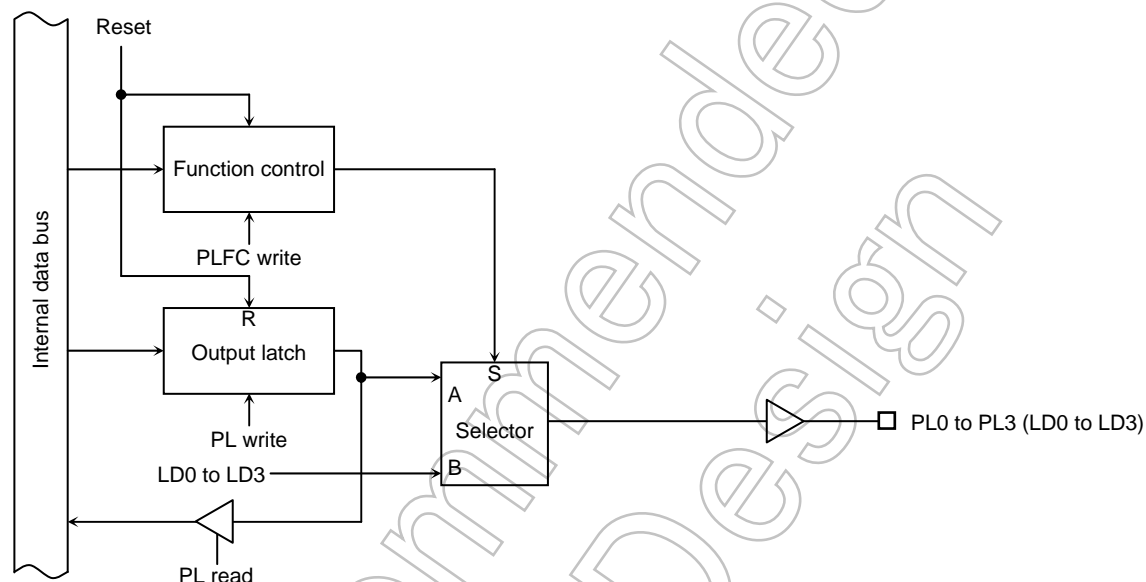 Reset
Internal data bus
Function control
PLFC write
R
Output latch
PL write
S
A
Selector
B
LD0 to LD3
PL0 to PL3 (LD0 to LD3)
PL read
Design